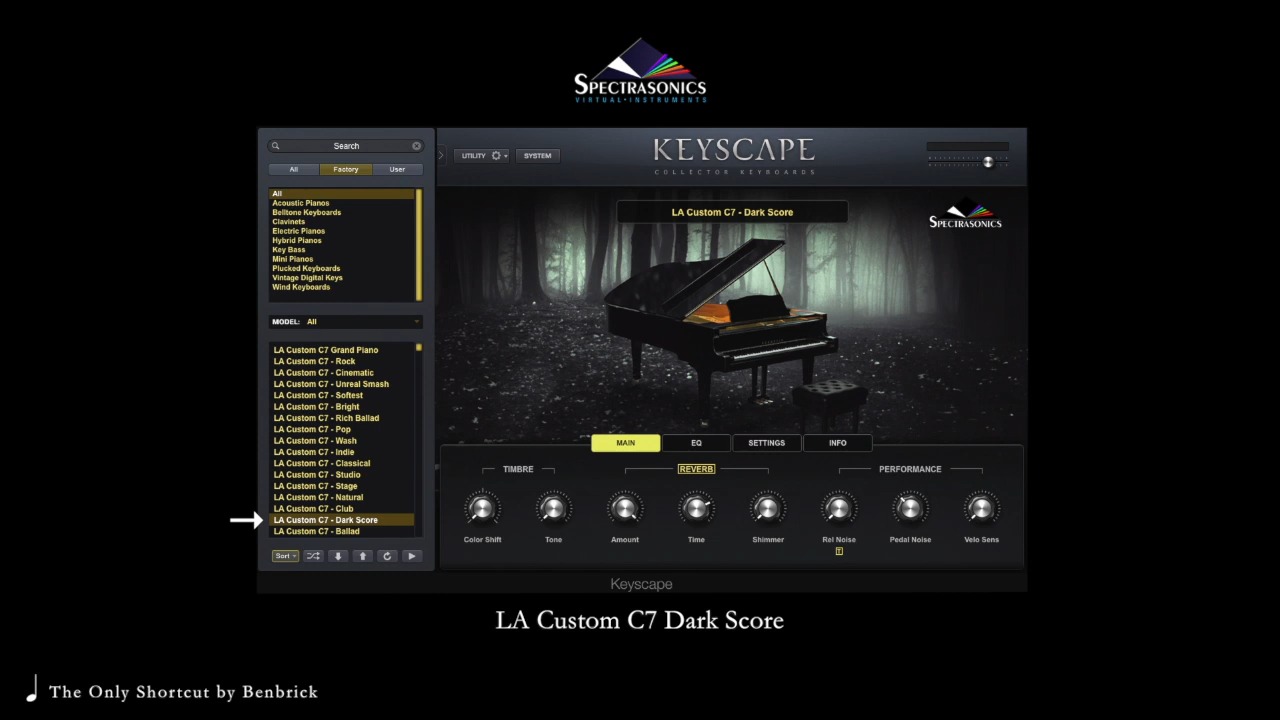 SPECTRASONICS
VIRTUAL•INSTRUMENTS
Search
All Factory User
All
Acoustic Pianos
Belltone Keyboards
Clavinets
Electric Pianos
Hybrid Pianos
Key Bass
Mini Pianos
Plucked Keyboards
Vintage Digital Keys
Wind Keyboards
MODEL: All
LA Custom C7 Grand Piano
LA Custom C7 - Rock
LA Custom C7 - Cinematic
LA Custom C7 - Unreal Smash
LA Custom C7 - Softest
LA Custom C7 - Bright
LA Custom C7 - Rich Ballad
LA Custom C7 - Pop
LA Custom C7 - Wash
LA Custom C7 - Indie
LA Custom C7 - Classical
LA Custom C7 - Studio
LA Custom C7 - Stage
LA Custom C7 - Natural
LA Custom C7 - Club
LA Custom C7 - Dark Score
LA Custom C7 - Ballad
Sort
UTILITY SYSTEM
KEYSCAPE
COLLECTOR KEYBOARDS
LA Custom C7 - Dark Score
SPECTRASONICS
MAIN EQ SETTINGS INFO
TIMBRE REVERB PERFORMANCE
Color Shift Tone Amount Time Shimmer Rel Noise Pedal Noise Velo Sens
T
Keyscape
LA Custom C7 Dark Score
The Only Shortcut by Benbrick